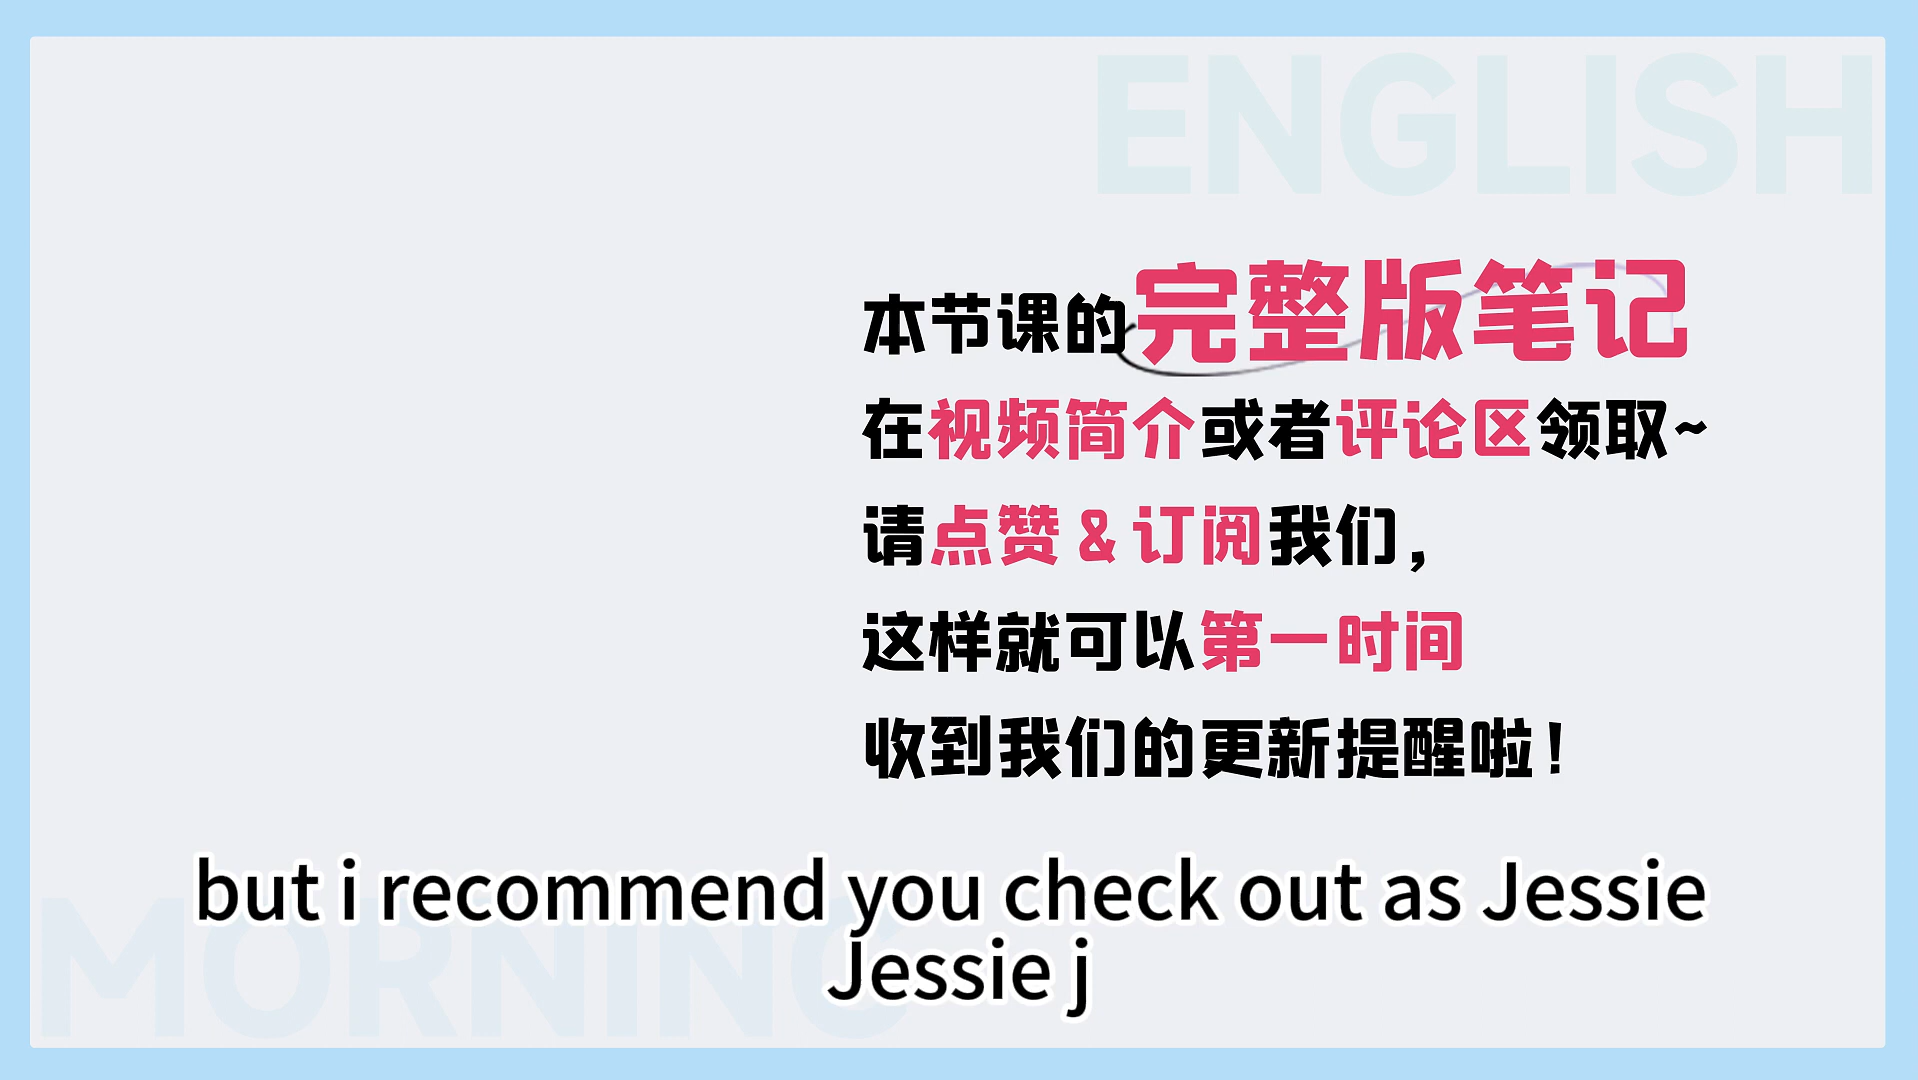 ENGLISH
本节课的完整版笔记
在视频简介或者评论区领取~
请点赞&订阅我们,
这样就可以第一时间
收到我们的更新提醒啦!
MORNING
but i recommend you check out as Jessie
Jessie j